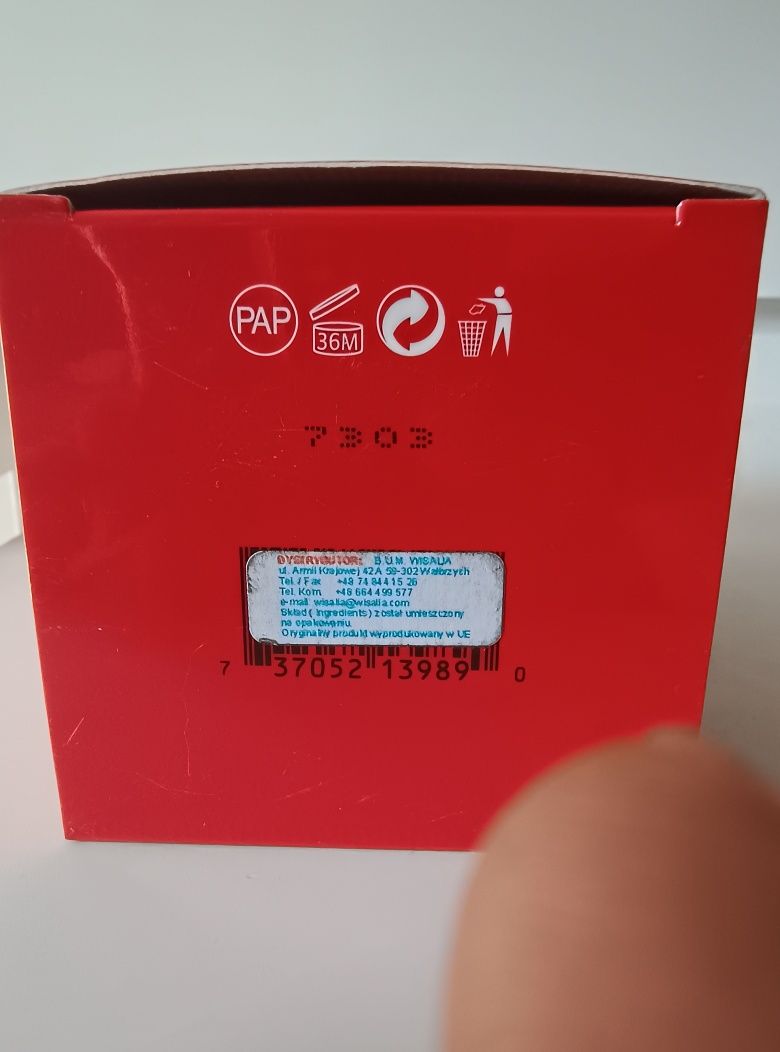 PAP 36M
7303
DYSTRYBUTOR: B.U.M. WISALIA
ul. Armii Krajowej 42A 58-302 Wałbrzych
Tel. / Fax +48 74 844 15 26
Tel. Kom. +48 664 499 577
e-mail: wisalia@wisalia.com
Skład ( Ingredients ) został umieszczony
na opakowaniu.
Oryginalny produkt wyprodukowany w UE
7 37052 13989 0